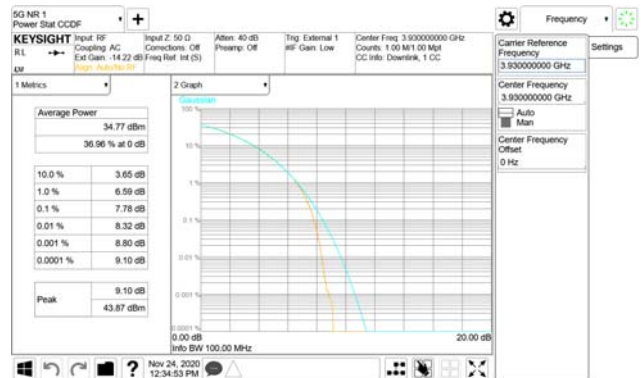 5G NR 1
Power Stat CCDF
Frequency
KEYSIGHT
Input: RF
Coupling: AC
Ext Gain: -14.22 dB
Align: Auto/No RF
Input Z: 50 Ω
Corrections: Off
Freq Ref: Int (S)
Atten: 40 dB
Preamp: Off
Trig: External 1
#IF Gain: Low
Center Freq: 3.930000000 GHz
Counts: 1.00 M/1.00 Mpt
CC Info: Downlink, 1 CC
RL
Carrier Reference
Frequency
3.930000000 GHz
Settings
Center Frequency
3.930000000 GHz
Auto
Man
Center Frequency
Offset
0 Hz
1 Metrics
Average Power
34.77 dBm
36.96 % at 0 dB
10.0 % 3.65 dB
1.0 % 6.59 dB
0.1 % 7.78 dB
0.01 % 8.32 dB
0.001 % 8.80 dB
0.0001 % 9.10 dB
Peak
9.10 dB
43.87 dBm
2 Graph
Gaussian
100 %
10 %
1 %
0.1 %
0.01 %
0.001 %
0.0001 %
0.00 dB
20.00 dB
Info BW 100.00 MHz
Nov 24, 2020
12:34:53 PM